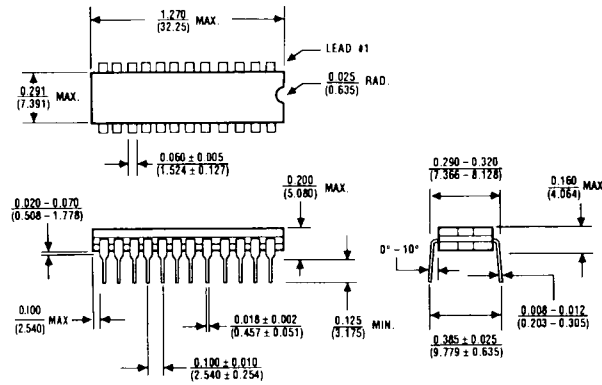 1.270
(32.25) MAX.
LEAD #1
0.291
(7.391) MAX.
0.025
(0.635) RAD.
0.060 ± 0.005
(1.524 ± 0.127)
0.020 – 0.070
(0.508 – 1.778)
0.200
(5.080) MAX.
0.290 – 0.320
(7.366 – 8.128)
0.160
(4.064) MAX
0° – 10°
0.100
(2.540) MAX
0.018 ± 0.002
(0.457 ± 0.051)
0.125
(3.175) MIN.
0.008 – 0.012
(0.203 – 0.305)
0.100 ± 0.010
(2.540 ± 0.254)
0.385 ± 0.025
(9.779 ± 0.635)